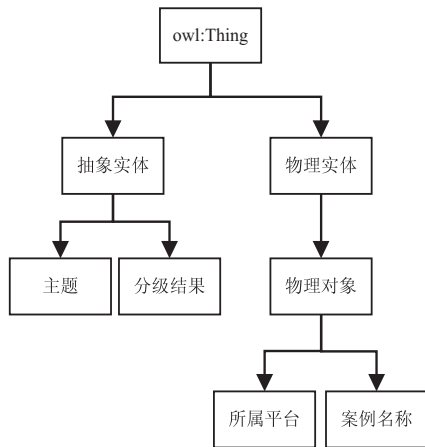 owl:Thing
抽象实体
物理实体
主题
分级结果
物理对象
所属平台
案例名称